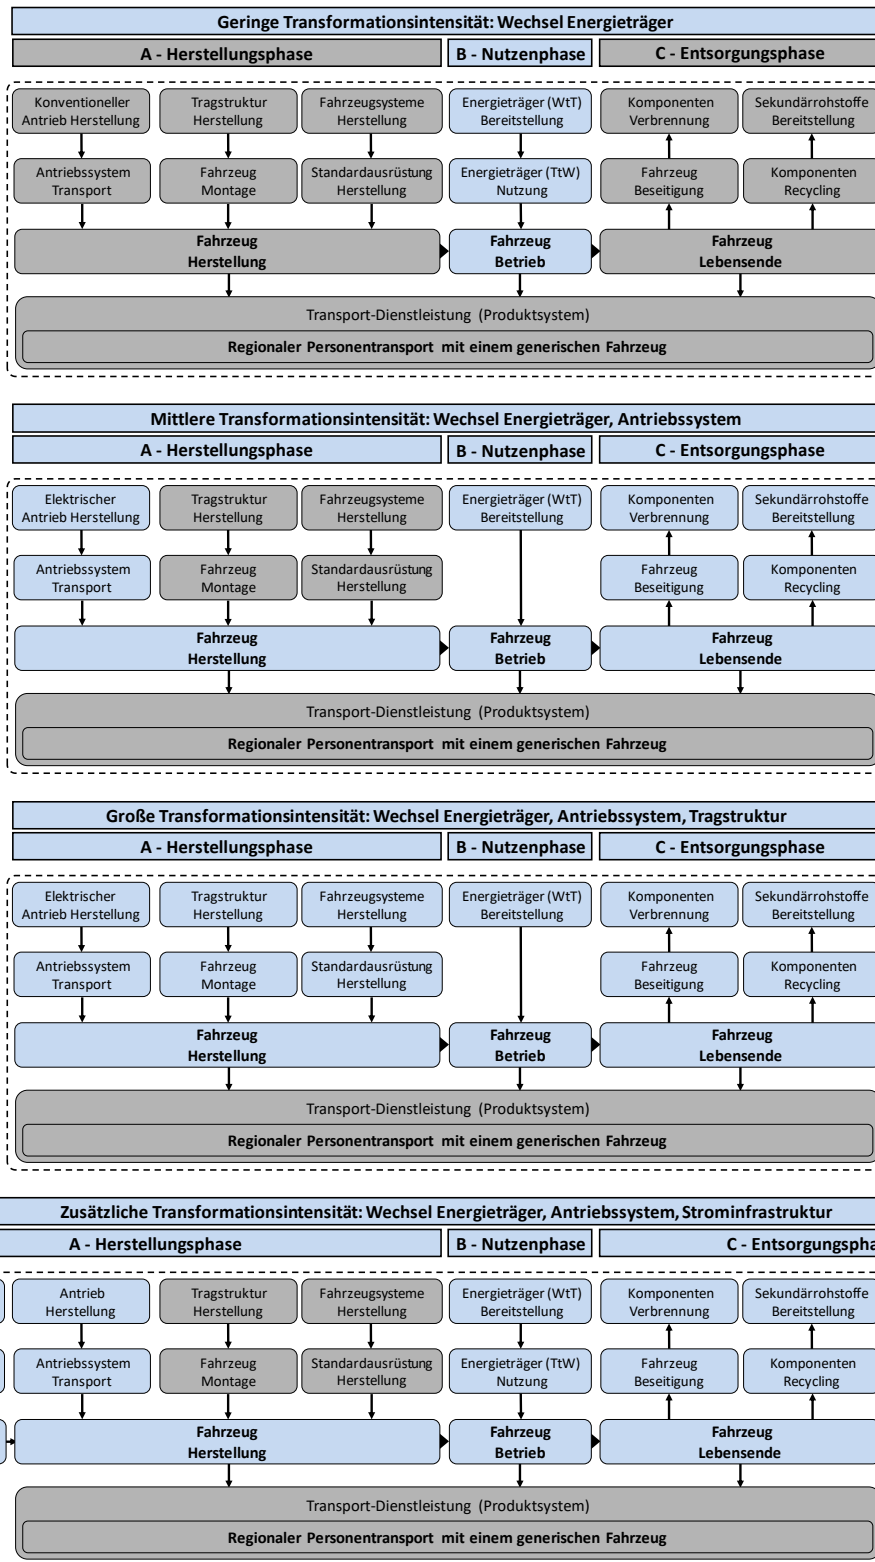 Geringe Transformationsintensität: Wechsel Energieträger
A - Herstellungsphase
B - Nutzenphase
C - Entsorgungsphase
Konventioneller
Antrieb Herstellung
Tragstruktur
Herstellung
Fahrzeugsysteme
Herstellung
Energieträger (WtT)
Bereitstellung
Komponenten
Verbrennung
Sekundärrohstoffe
Bereitstellung
Antriebssystem
Transport
Fahrzeug
Montage
Standardausrüstung
Herstellung
Energieträger (TtW)
Nutzung
Fahrzeug
Beseitigung
Komponenten
Recycling
Fahrzeug
Herstellung
Fahrzeug
Betrieb
Fahrzeug
Lebensende
Transport-Dienstleistung (Produktsystem)
Regionaler Personentransport mit einem generischen Fahrzeug
Mittlere Transformationsintensität: Wechsel Energieträger, Antriebssystem
A - Herstellungsphase
B - Nutzenphase
C - Entsorgungsphase
Elektrischer
Antrieb Herstellung
Tragstruktur
Herstellung
Fahrzeugsysteme
Herstellung
Energieträger (WtT)
Bereitstellung
Komponenten
Verbrennung
Sekundärrohstoffe
Bereitstellung
Antriebssystem
Transport
Fahrzeug
Montage
Standardausrüstung
Herstellung
Fahrzeug
Beseitigung
Komponenten
Recycling
Fahrzeug
Herstellung
Fahrzeug
Betrieb
Fahrzeug
Lebensende
Transport-Dienstleistung (Produktsystem)
Regionaler Personentransport mit einem generischen Fahrzeug
Große Transformationsintensität: Wechsel Energieträger, Antriebssystem, Tragstruktur
A - Herstellungsphase
B - Nutzenphase
C - Entsorgungsphase
Elektrischer
Antrieb Herstellung
Tragstruktur
Herstellung
Fahrzeugsysteme
Herstellung
Energieträger (WtT)
Bereitstellung
Komponenten
Verbrennung
Sekundärrohstoffe
Bereitstellung
Antriebssystem
Transport
Fahrzeug
Montage
Standardausrüstung
Herstellung
Fahrzeug
Beseitigung
Komponenten
Recycling
Fahrzeug
Herstellung
Fahrzeug
Betrieb
Fahrzeug
Lebensende
Transport-Dienstleistung (Produktsystem)
Regionaler Personentransport mit einem generischen Fahrzeug
Zusätzliche Transformationsintensität: Wechsel Energieträger, Antriebssystem, Strominfrastruktur
A - Herstellungsphase
B - Nutzenphase
C - Entsorgungspha
Antrieb
Herstellung
Tragstruktur
Herstellung
Fahrzeugsysteme
Herstellung
Energieträger (WtT)
Bereitstellung
Komponenten
Verbrennung
Sekundärrohstoffe
Bereitstellung
Antriebssystem
Transport
Fahrzeug
Montage
Standardausrüstung
Herstellung
Energieträger (TtW)
Nutzung
Fahrzeug
Beseitigung
Komponenten
Recycling
Fahrzeug
Herstellung
Fahrzeug
Betrieb
Fahrzeug
Lebensende
Transport-Dienstleistung (Produktsystem)
Regionaler Personentransport mit einem generischen Fahrzeug